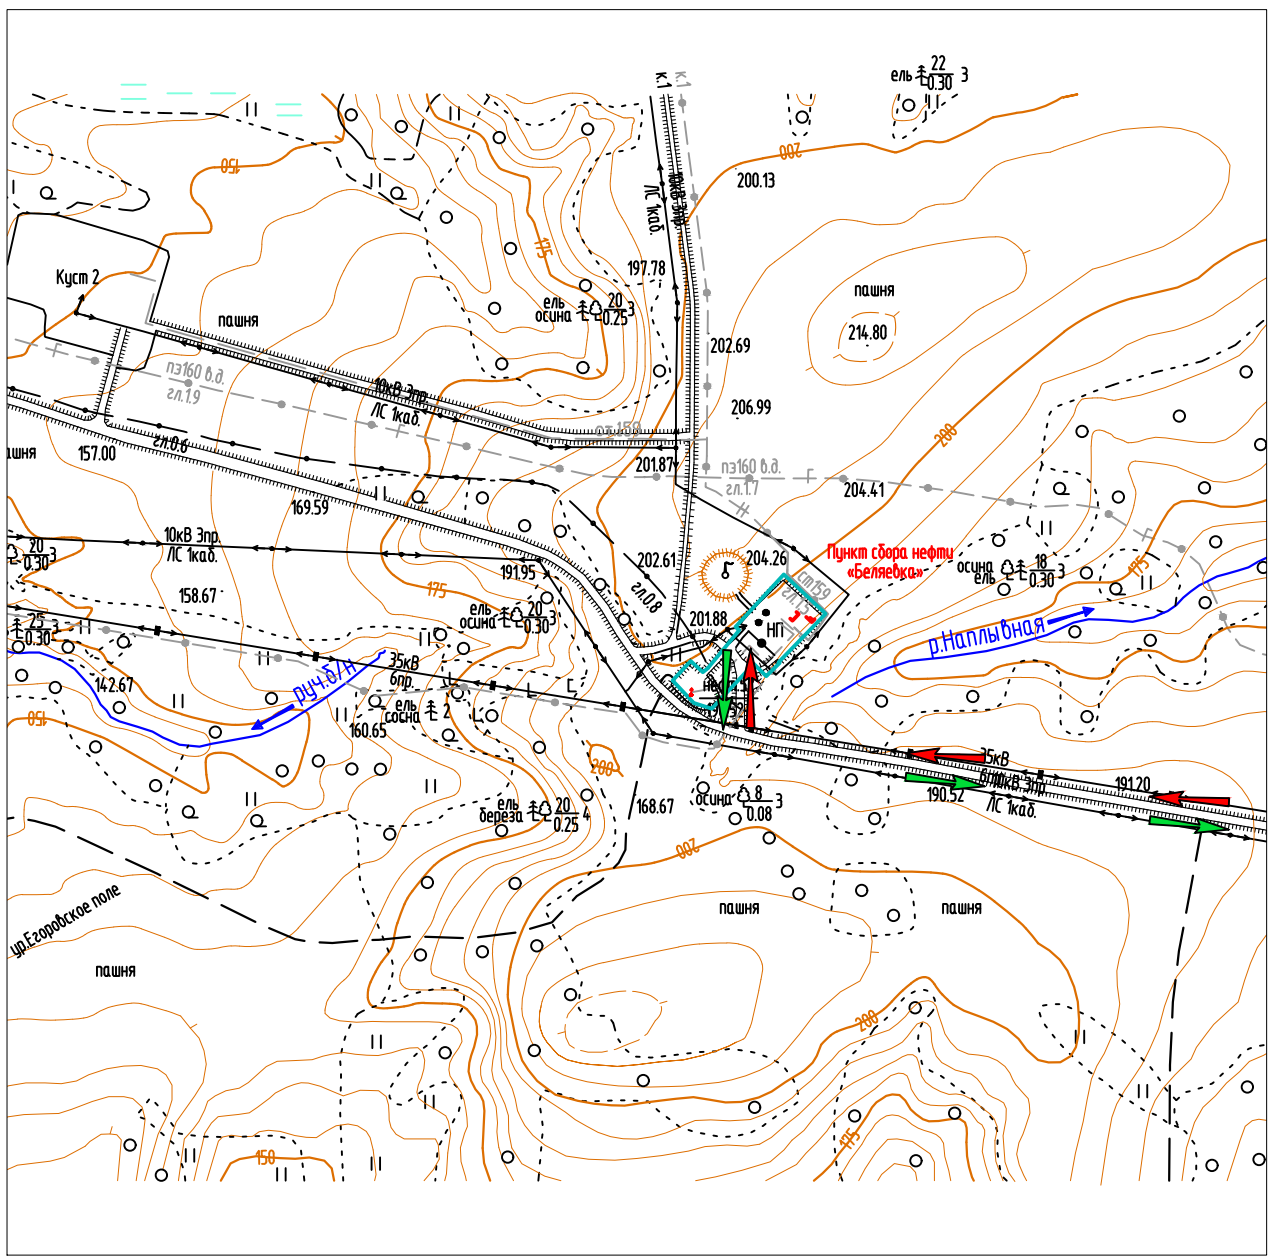 22
ель 3
0.30
к.1
к.1
150
200
200.13
10кВ 3пр.
ЛС 1каб.
175
197.78
Куст 2
ель 20
осина 3
0.25
пашня
214.80
пашня
202.69
пз160 в.д.
гл.1.9
10кВ 3пр.
ЛС 1каб.
206.99
ст159
200
гл.0.6
157.00
201.87
пз160 в.д.
гл.1.7
204.41
169.59
10кВ 3пр.
ЛС 1каб.
20
3
0.30
202.61
204.26
Пункт сбора нефти
«Беляевка»
осина 18
ель 3
0.30
175
191.95
175
158.67
гл.0.8
ст159
ель 20
осина 3
0.30
201.88
НП
25
3
0.30
р.Наплывная
35кВ
6пр.
руч.б/н
142.67
150
ель
сосна 2
160.65
200
35кВ
10кВ 3пр.
ЛС 1каб.
191.20
190.52
168.67
осина 8
3
0.08
ель 20
береза 4
0.25
200
пашня
пашня
ур.Егоровское поле
пашня
200
175
150